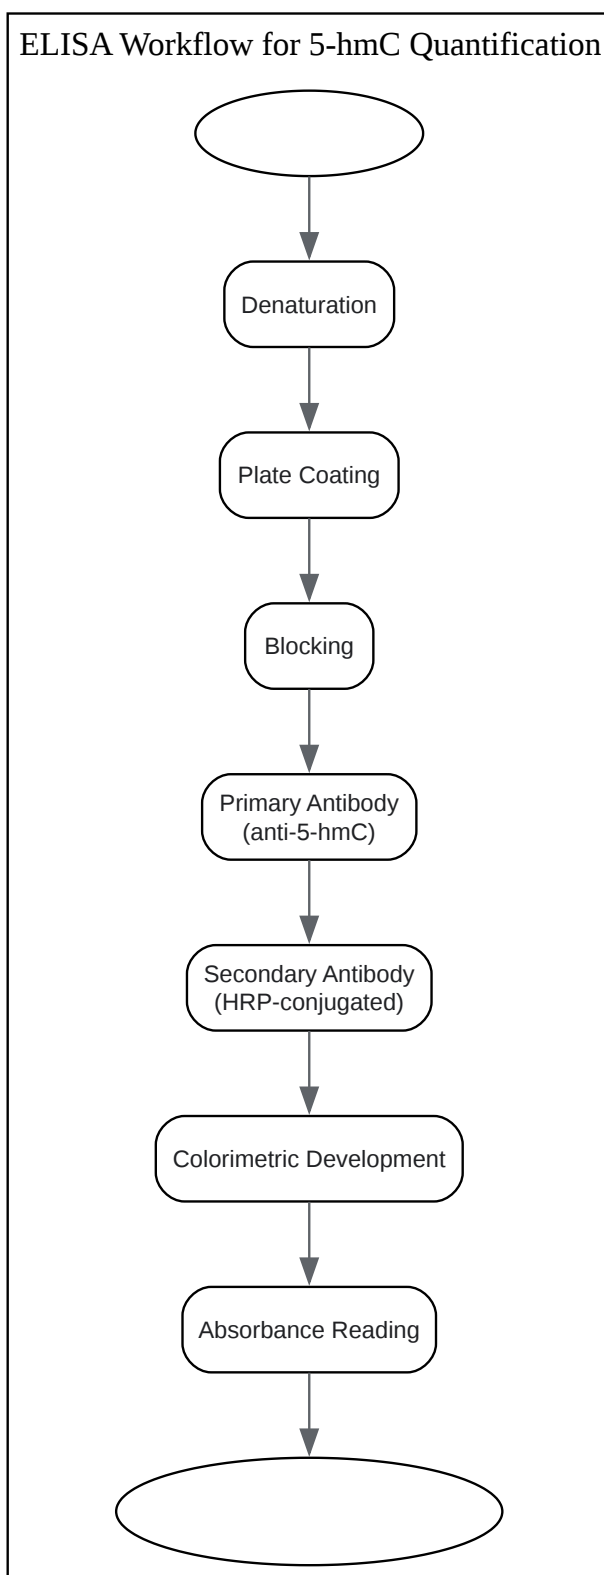 ELISA Workflow for 5-hmC Quantification
Denaturation
Plate Coating
Blocking
Primary Antibody
(anti-5-hmC)
Secondary Antibody
(HRP-conjugated)
Colorimetric Development
Absorbance Reading